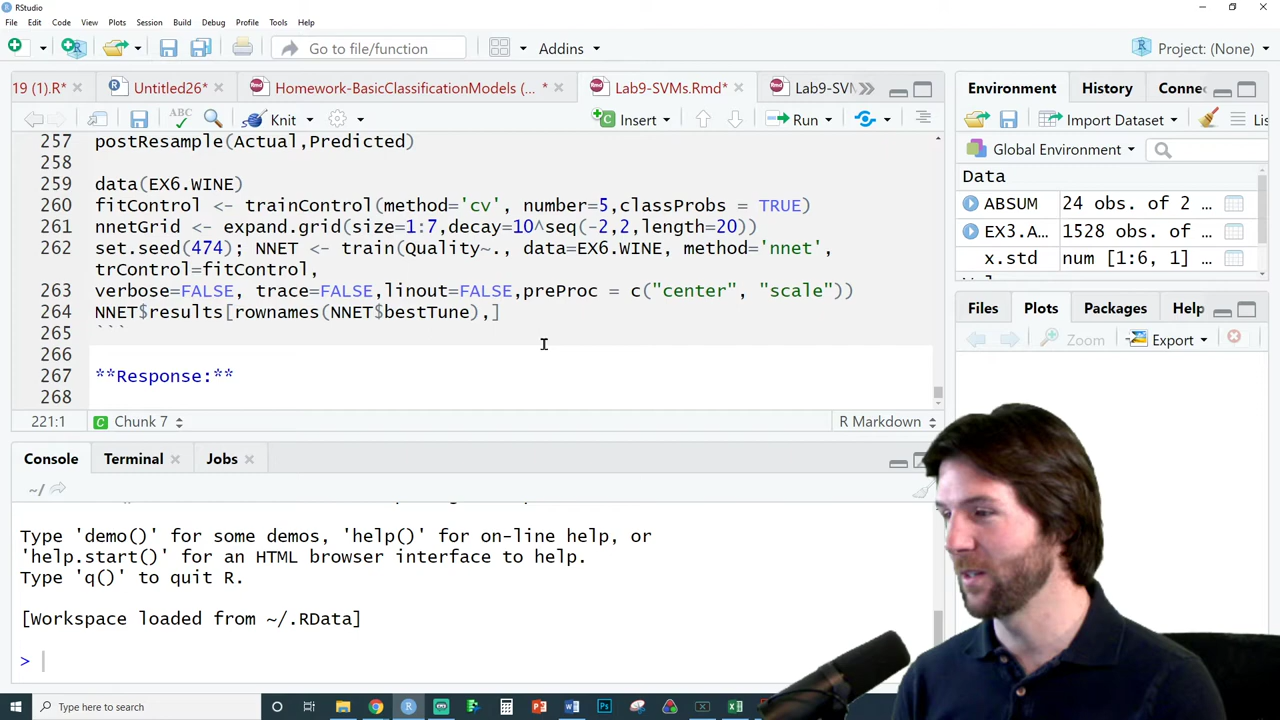 RStudio
File Edit Code View Plots Session Build Debug Profile Tools Help
Go to file/function
Addins
Project: (None)
19 (1).R*
Untitled26*
Homework-BasicClassificationModels (...*
Lab9-SVMs.Rmd*
Lab9-SVM
ABC
Knit
Insert
Run
257 postResample(Actual,Predicted)
258
259 data(EX6.WINE)
260 fitControl <- trainControl(method='cv', number=5,classProbs = TRUE)
261 nnetGrid <- expand.grid(size=1:7,decay=10^seq(-2,2,length=20))
262 set.seed(474); NNET <- train(Quality~., data=EX6.WINE, method='nnet',
trControl=fitControl,
263 verbose=FALSE, trace=FALSE,linout=FALSE,preProc = c("center", "scale"))
264 NNET$results[rownames(NNET$bestTune),]
265 ```
266
267 **Response:**
268
221:1
Chunk 7
R Markdown
Console
Terminal
Jobs
~/
Type 'demo()' for some demos, 'help()' for on-line help, or
'help.start()' for an HTML browser interface to help.
Type 'q()' to quit R.
[Workspace loaded from ~/.RData]
>
Environment
History
Conne
Import Dataset
Lis
Global Environment
Data
ABSUM 24 obs. of 2 ...
EX3.A... 1528 obs. of ...
x.std num [1:6, 1] ...
Files
Plots
Packages
Help
Zoom
Export
Type here to search